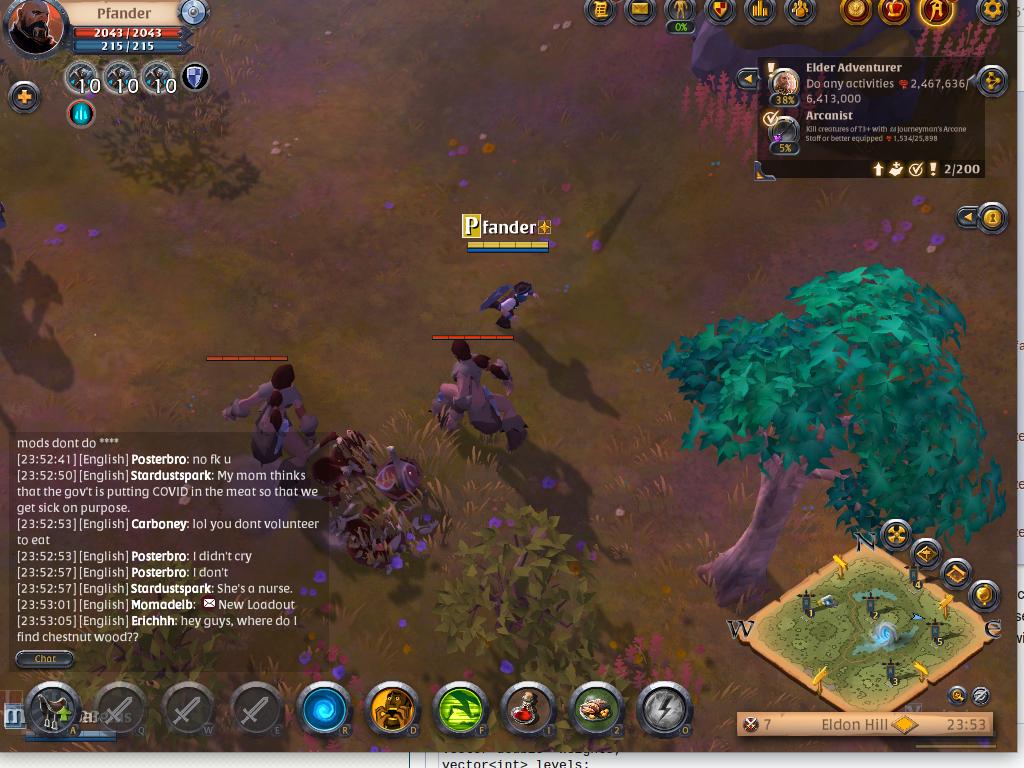 Pfander
2043 / 2043
215 / 215
0%
10 10 10
Elder Adventurer
Do any activities 2,467,636/
6,413,000
38%
Arcanist
Kill creatures of T3+ with a Journeyman's Arcane
Staff or better equipped 1,534/25,898
5%
2/200
Pfander
mods dont do ****
[23:52:41] [English] Posterbro: no fk u
[23:52:50] [English] Stardustspark: My mom thinks
that the gov't is putting COVID in the meat so that we
get sick on purpose.
[23:52:53] [English] Carboney: lol you dont volunteer
to eat
[23:52:53] [English] Posterbro: I didn't cry
[23:52:57] [English] Posterbro: I don't
[23:52:57] [English] Stardustspark: She's a nurse.
[23:53:01] [English] Momadelb: New Loadout
[23:53:05] [English] Erichhh: hey guys, where do I
find chestnut wood??
Chat
N
W
E
1
2
3
4
5
A Q W E R D F 1 2 O
7 Eldon Hill 23:53
vector<int> levels;